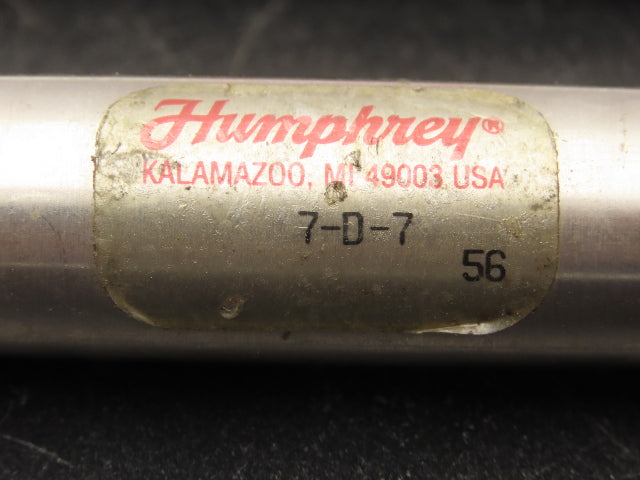 Humphrey®
KALAMAZOO, MI 49003 USA
7-D-7
56